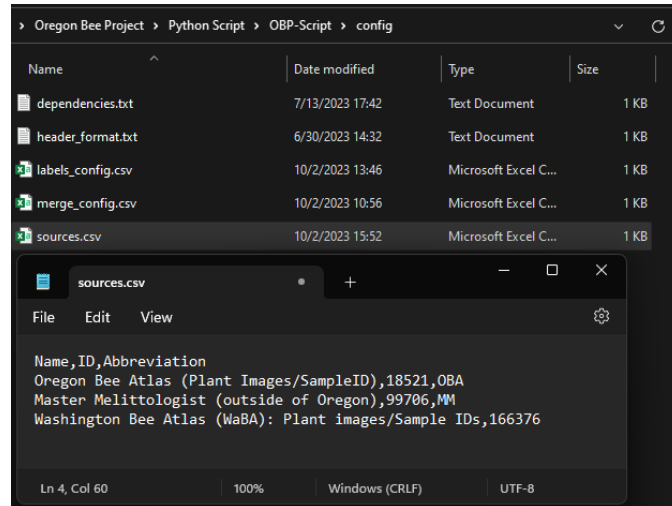 › Oregon Bee Project › Python Script › OBP-Script › config
Name Date modified Type Size
dependencies.txt 7/13/2023 17:42 Text Document 1 KB
header_format.txt 6/30/2023 14:32 Text Document 1 KB
labels_config.csv 10/2/2023 13:46 Microsoft Excel C... 1 KB
merge_config.csv 10/2/2023 10:56 Microsoft Excel C... 1 KB
sources.csv 10/2/2023 15:52 Microsoft Excel C... 1 KB
sources.csv
File Edit View
Name,ID,Abbreviation
Oregon Bee Atlas (Plant Images/SampleID),18521,OBA
Master Melittologist (outside of Oregon),99706,MM
Washington Bee Atlas (WaBA): Plant images/Sample IDs,166376
Ln 4, Col 60 100% Windows (CRLF) UTF-8